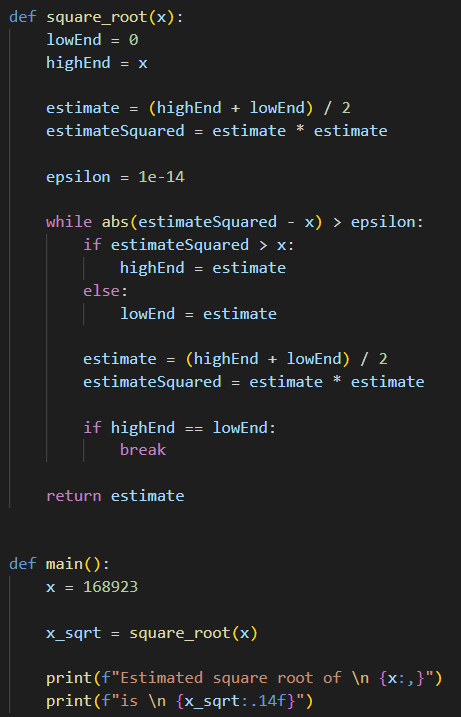 def square_root(x):
    lowEnd = 0
    highEnd = x

    estimate = (highEnd + lowEnd) / 2
    estimateSquared = estimate * estimate

    epsilon = 1e-14

    while abs(estimateSquared - x) > epsilon:
        if estimateSquared > x:
            highEnd = estimate
        else:
            lowEnd = estimate

        estimate = (highEnd + lowEnd) / 2
        estimateSquared = estimate * estimate

        if highEnd == lowEnd:
            break

    return estimate


def main():
    x = 168923

    x_sqrt = square_root(x)

    print(f"Estimated square root of \n {x:,}")
    print(f"is \n {x_sqrt:.14f}")